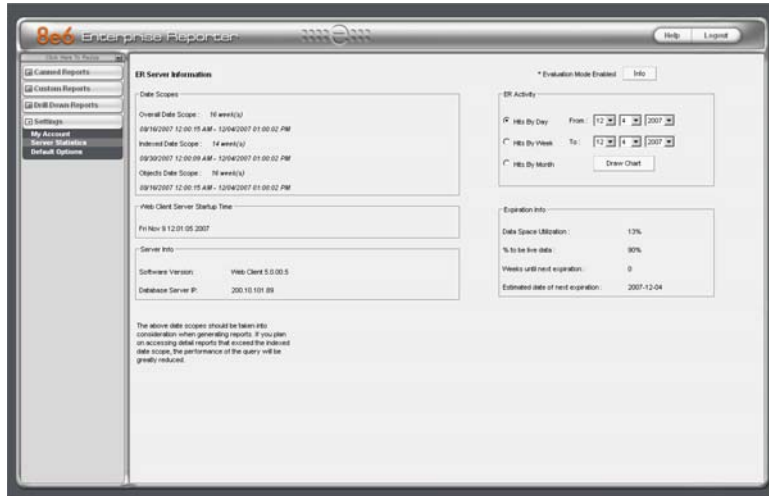 8e6 Enterprise Reporter
Help Logout
Click Here To Pause
Canned Reports
Custom Reports
Drill Down Reports
Settings
My Account
Server Statistics
Default Options
ER Server Information
* Evaluation Mode Enabled Info
Date Scopes
Overall Date Scope : 16 week(s)
09/16/2007 12:00:15 AM - 12/04/2007 01:00:02 PM
Indexed Date Scope : 14 week(s)
09/30/2007 12:00:09 AM - 12/04/2007 01:00:02 PM
Objects Date Scope : 16 week(s)
09/16/2007 12:00:15 AM - 12/04/2007 01:00:02 PM
Web Client Server Startup Time
Fri Nov 9 12:01:05 2007
Server Info
Software Version: Web Client 5.0.00.5
Database Server IP: 200.10.101.89
The above date scopes should be taken into
consideration when generating reports. If you plan
on accessing detail reports that exceed the indexed
date scope, the performance of the query will be
greatly reduced.
ER Activity
Hits By Day From : 12 4 2007
Hits By Week To : 12 4 2007
Hits By Month Draw Chart
Expiration Info
Data Space Utilization : 13%
% to be live data : 90%
Weeks until next expiration : 0
Estimated date of next expiration : 2007-12-04